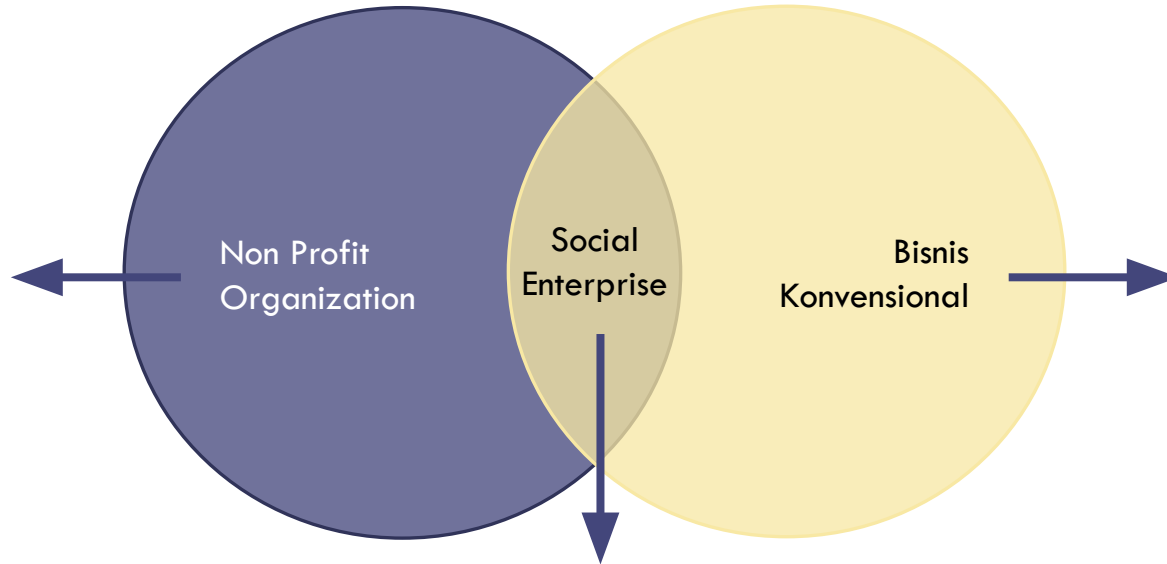 Non Profit
Organization
Social
Enterprise
Bisnis
Konvensional